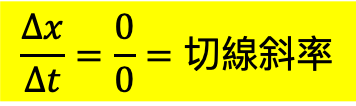 Δx/Δt = 0/0 = 切線斜率